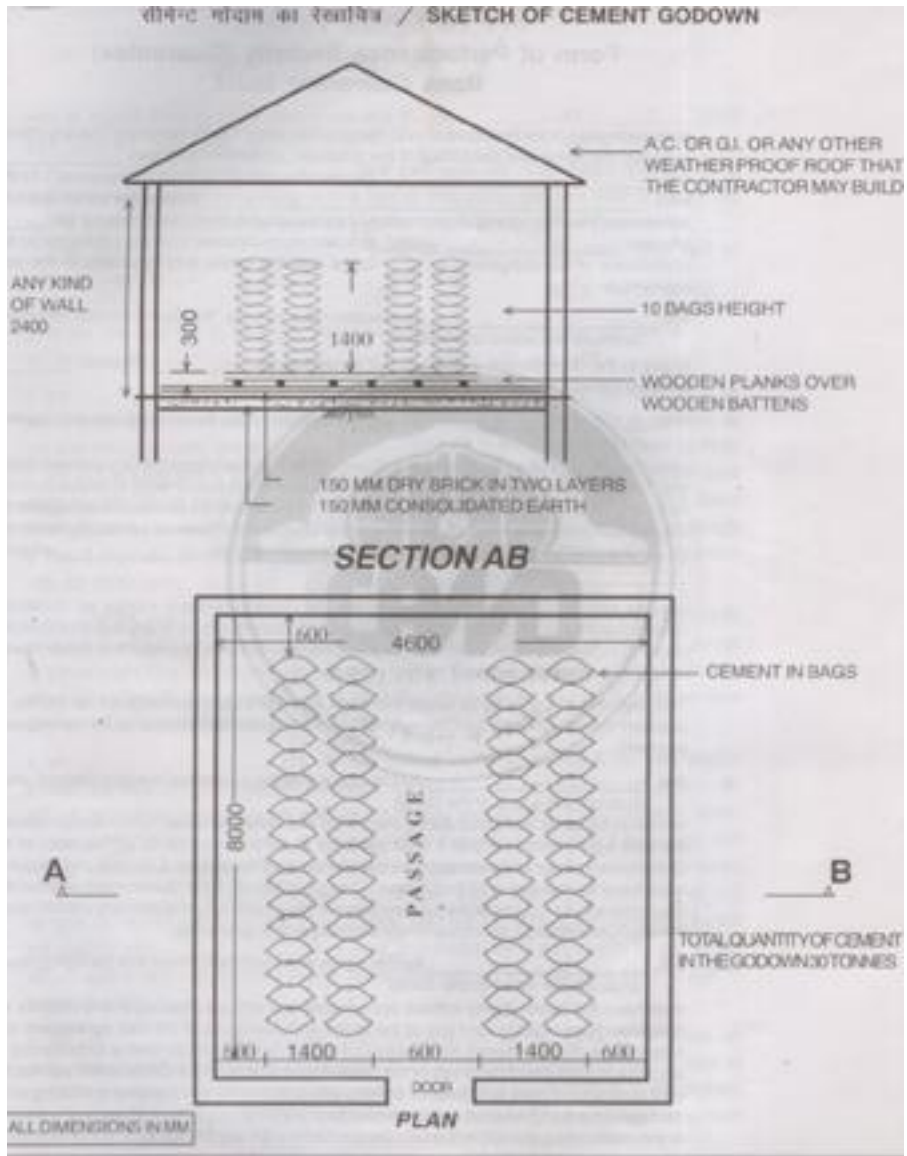 सीमेन्ट गोदाम का रेखाचित्र / SKETCH OF CEMENT GODOWN
A.C. OR G.I. OR ANY OTHER
WEATHER PROOF ROOF THAT
THE CONTRACTOR MAY BUILD
ANY KIND
OF WALL
2400
300
1400
10 BAGS HEIGHT
WOODEN PLANKS OVER
WOODEN BATTENS
150 MM DRY BRICK IN TWO LAYERS
150 MM CONSOLIDATED EARTH
SECTION AB
600
4600
CEMENT IN BAGS
8000
PASSAGE
A
B
TOTAL QUANTITY OF CEMENT
IN THE GODOWN 30 TONNES
600 1400 600 1400 600
DOOR
PLAN
ALL DIMENSIONS IN MM